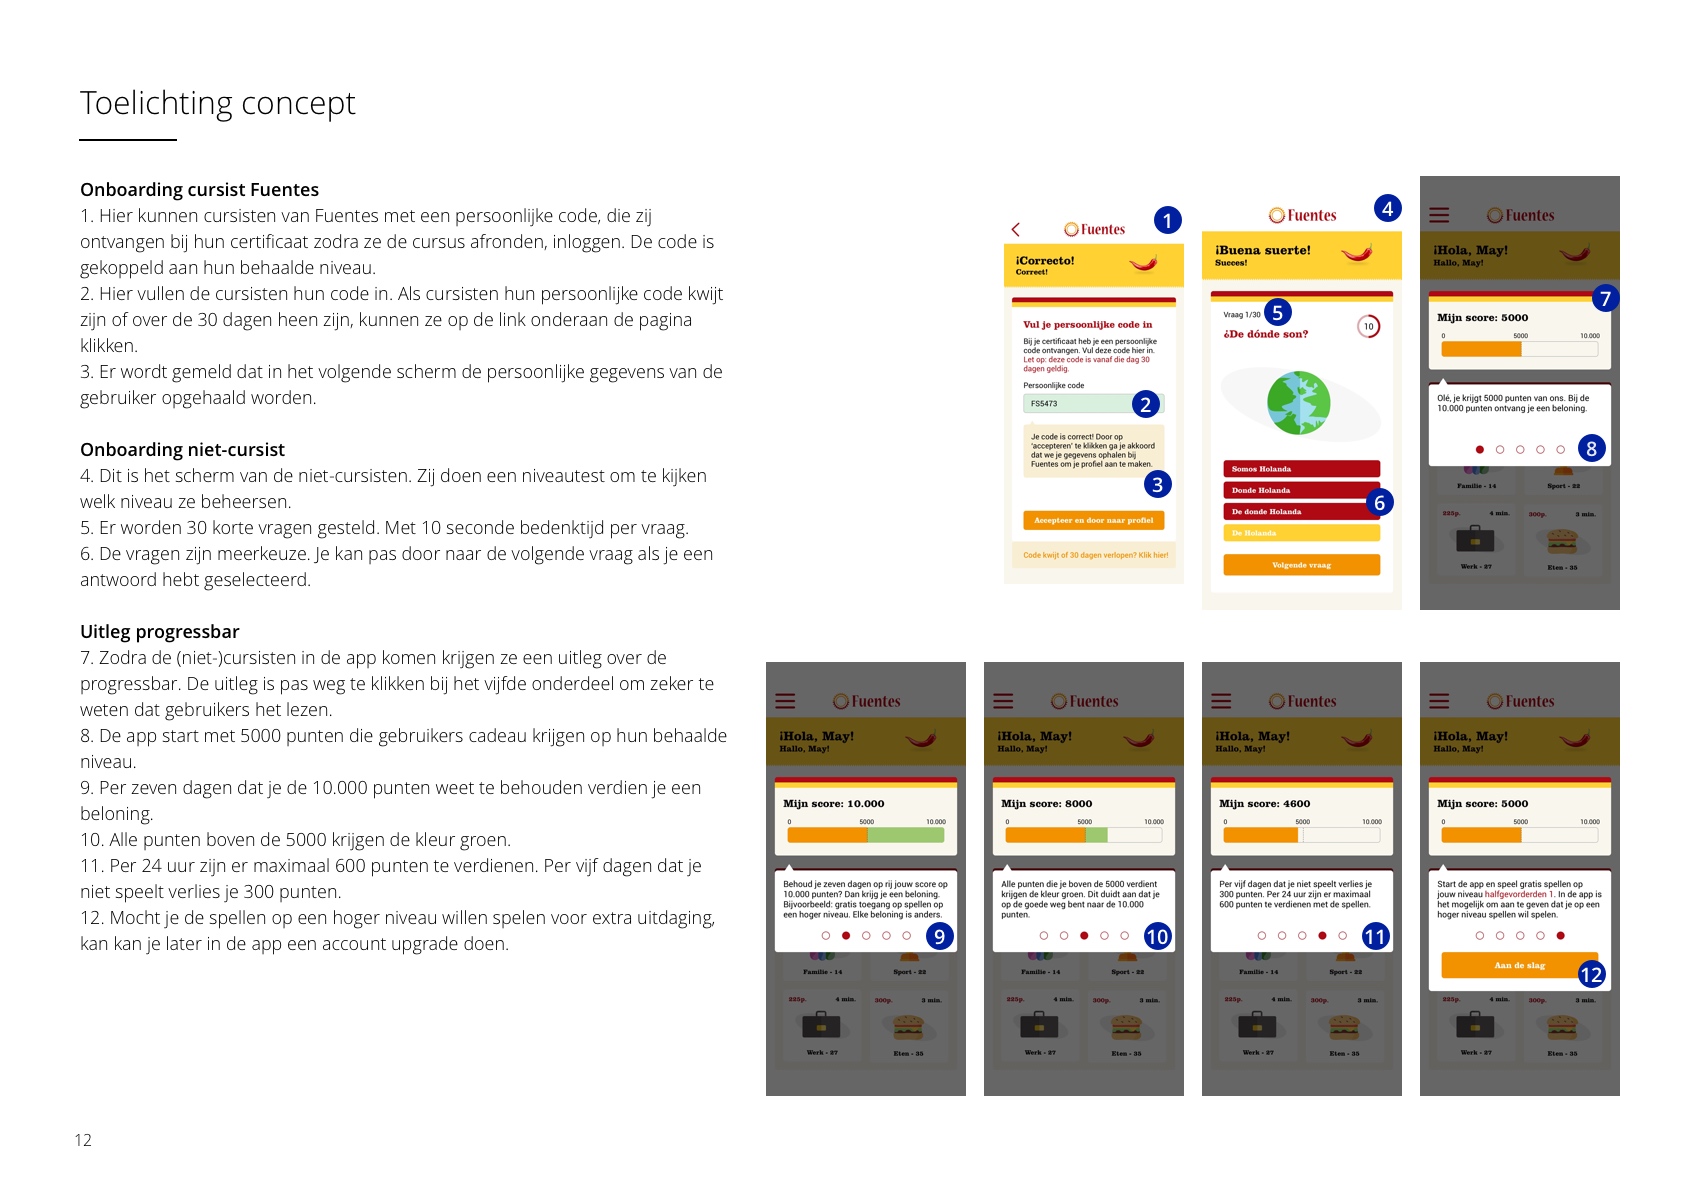 Toelichting concept
Onboarding cursist Fuentes
1. Hier kunnen cursisten van Fuentes met een persoonlijke code, die zij
ontvangen bij hun certificaat zodra ze de cursus afronden, inloggen. De code is
gekoppeld aan hun behaalde niveau.
2. Hier vullen de cursisten hun code in. Als cursisten hun persoonlijke code kwijt
zijn of over de 30 dagen heen zijn, kunnen ze op de link onderaan de pagina
klikken.
3. Er wordt gemeld dat in het volgende scherm de persoonlijke gegevens van de
gebruiker opgehaald worden.
Onboarding niet-cursist
4. Dit is het scherm van de niet-cursisten. Zij doen een niveautest om te kijken
welk niveau ze beheersen.
5. Er worden 30 korte vragen gesteld. Met 10 seconde bedenktijd per vraag.
6. De vragen zijn meerkeuze. Je kan pas door naar de volgende vraag als je een
antwoord hebt geselecteerd.
Uitleg progressbar
7. Zodra de (niet-)cursisten in de app komen krijgen ze een uitleg over de
progressbar. De uitleg is pas weg te klikken bij het vijfde onderdeel om zeker te
weten dat gebruikers het lezen.
8. De app start met 5000 punten die gebruikers cadeau krijgen op hun behaalde
niveau.
9. Per zeven dagen dat je de 10.000 punten weet te behouden verdien je een
beloning.
10. Alle punten boven de 5000 krijgen de kleur groen.
11. Per 24 uur zijn er maximaal 600 punten te verdienen. Per vijf dagen dat je
niet speelt verlies je 300 punten.
12. Mocht je de spellen op een hoger niveau willen spelen voor extra uitdaging,
kan kan je later in de app een account upgrade doen.
12
Fuentes
1
¡Correcto!
Correct!
Vul je persoonlijke code in
Bij je certificaat heb je een persoonlijke
code ontvangen. Vul deze code hier in.
Let op: deze code is vanaf die dag 30
dagen geldig.
Persoonlijke code
FS5473
2
Je code is correct! Door op
'accepteren' te klikken ga je akkoord
dat we je gegevens ophalen bij
Fuentes om je profiel aan te maken.
3
Accepteer en door naar profiel
Code kwijt of 30 dagen verlopen? Klik hier!
Fuentes
4
¡Buena suerte!
Succes!
Vraag 1/30
5
¿De dónde son?
10
Somos Holanda
Donde Holanda
De donde Holanda
6
De Holanda
Volgende vraag
Fuentes
¡Hola, May!
Hallo, May!
7
Mijn score: 5000
0 5000 10.000
Olé, je krijgt 5000 punten van ons. Bij de
10.000 punten ontvang je een beloning.
8
Familie - 14 Sport - 22
225p. 4 min. 300p. 3 min.
Werk - 27 Eten - 35
Fuentes
¡Hola, May!
Hallo, May!
Mijn score: 10.000
0 5000 10.000
Behoud je zeven dagen op rij jouw score op
10.000 punten? Dan krijg je een beloning.
Bijvoorbeeld: gratis toegang op spellen op
een hoger niveau. Elke beloning is anders.
9
Familie - 14 Sport - 22
225p. 4 min. 300p. 3 min.
Werk - 27 Eten - 35
Fuentes
¡Hola, May!
Hallo, May!
Mijn score: 8000
0 5000 10.000
Alle punten die je boven de 5000 verdient
krijgen de kleur groen. Dit duidt aan dat je
op de goede weg bent naar de 10.000
punten.
10
Familie - 14 Sport - 22
225p. 4 min. 300p. 3 min.
Werk - 27 Eten - 35
Fuentes
¡Hola, May!
Hallo, May!
Mijn score: 4600
0 5000 10.000
Per vijf dagen dat je niet speelt verlies je
300 punten. Per 24 uur zijn er maximaal
600 punten te verdienen met de spellen.
11
Familie - 14 Sport - 22
225p. 4 min. 300p. 3 min.
Werk - 27 Eten - 35
Fuentes
¡Hola, May!
Hallo, May!
Mijn score: 5000
0 5000 10.000
Start de app en speel gratis spellen op
jouw niveau halfgevorderden 1. In de app is
het mogelijk om aan te geven dat je op een
hoger niveau spellen wil spelen.
Aan de slag
12
225p. 4 min. 300p. 3 min.
Werk - 27 Eten - 35